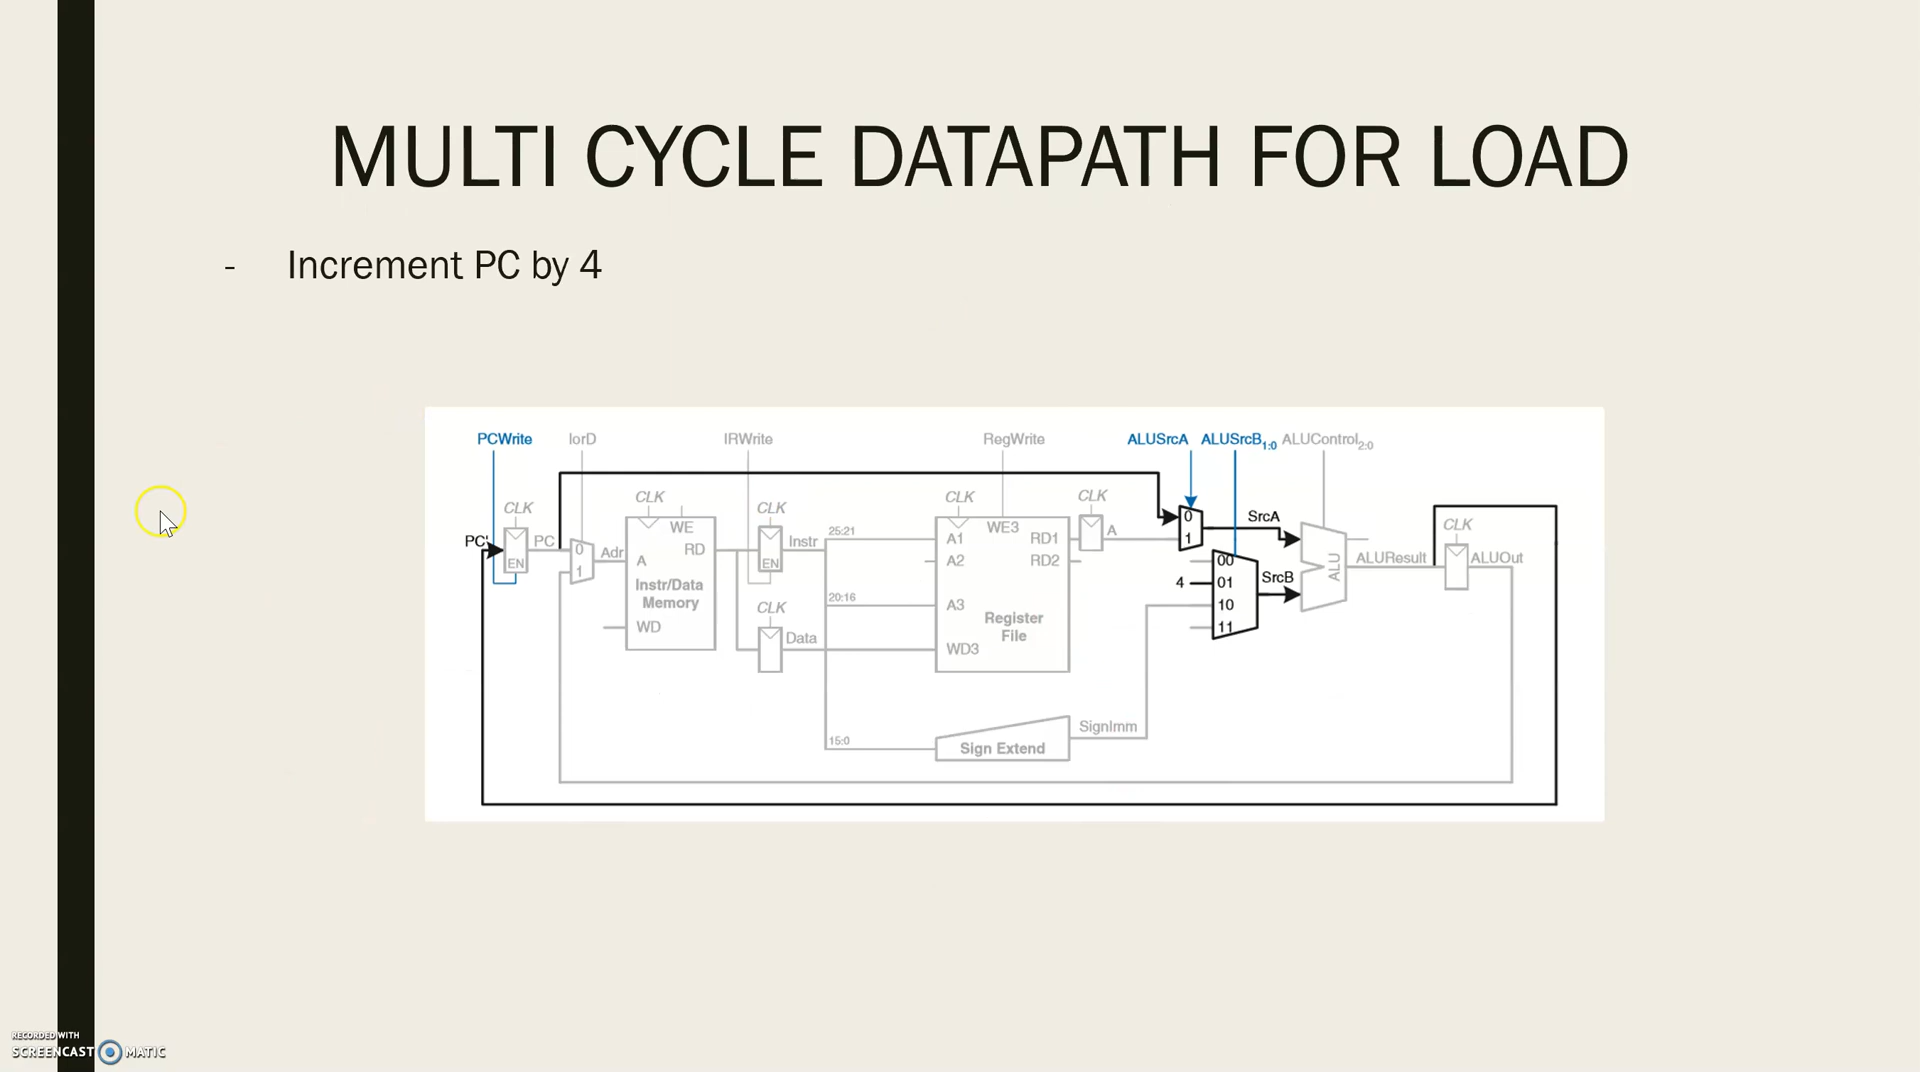 MULTI CYCLE DATAPATH FOR LOAD
- Increment PC by 4
PCWrite IorD IRWrite RegWrite ALUSrcA ALUSrcB1:0 ALUControl2:0
CLK CLK CLK CLK CLK CLK
PC' PC EN
0
1
Adr
WE
RD
A
Instr/Data
Memory
WD
EN
Instr
CLK
Data
25:21
20:16
15:0
WE3
A1 RD1
A2 RD2
A3
Register
File
WD3
A
Sign Extend
SignImm
0
1
SrcA
4
00
01
10
11
SrcB
ALU
ALUResult
ALUOut
RECORDED WITH
SCREENCAST MATIC